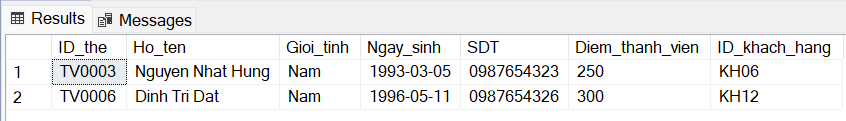 Results Messages
ID_the Ho_ten Gioi_tinh Ngay_sinh SDT Diem_thanh_vien ID_khach_hang
1 TV0003 Nguyen Nhat Hung Nam 1993-03-05 0987654323 250 KH06
2 TV0006 Dinh Tri Dat Nam 1996-05-11 0987654326 300 KH12